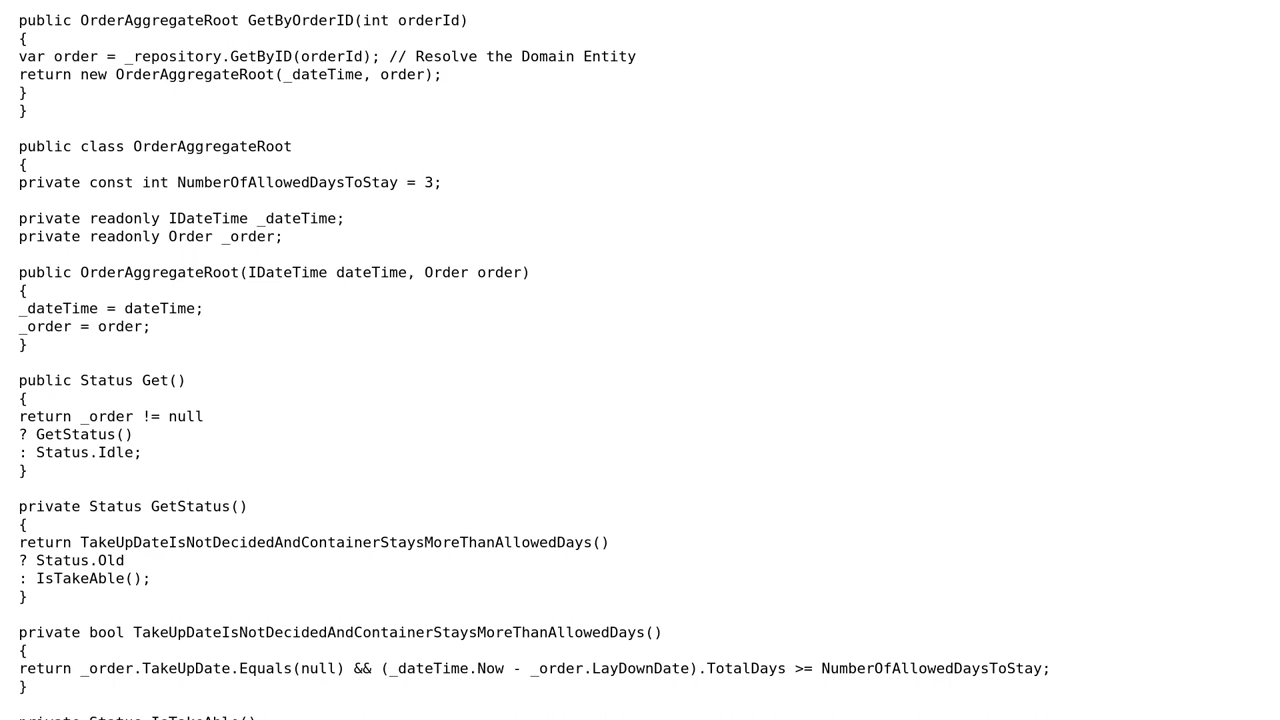 public OrderAggregateRoot GetByOrderID(int orderId)
{
var order = _repository.GetByID(orderId); // Resolve the Domain Entity
return new OrderAggregateRoot(_dateTime, order);
}
}
public class OrderAggregateRoot
{
private const int NumberOfAllowedDaysToStay = 3;
private readonly IDateTime _dateTime;
private readonly Order _order;
public OrderAggregateRoot(IDateTime dateTime, Order order)
{
_dateTime = dateTime;
_order = order;
}
public Status Get()
{
return _order != null
? GetStatus()
: Status.Idle;
}
private Status GetStatus()
{
return TakeUpDateIsNotDecidedAndContainerStaysMoreThanAllowedDays()
? Status.Old
: IsTakeAble();
}
private bool TakeUpDateIsNotDecidedAndContainerStaysMoreThanAllowedDays()
{
return _order.TakeUpDate.Equals(null) && (_dateTime.Now - _order.LayDownDate).TotalDays >= NumberOfAllowedDaysToStay;
}
private Status IsTakeAble()